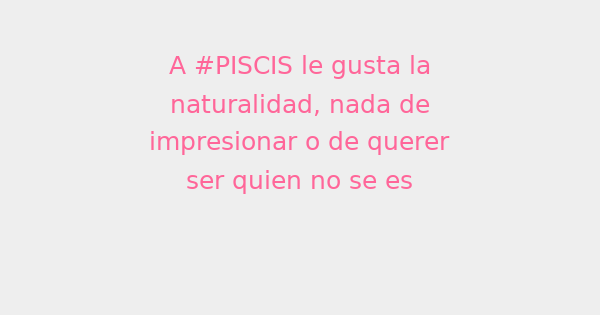 A #PISCIS le gusta la
naturalidad, nada de
impresionar o de querer
ser quien no se es